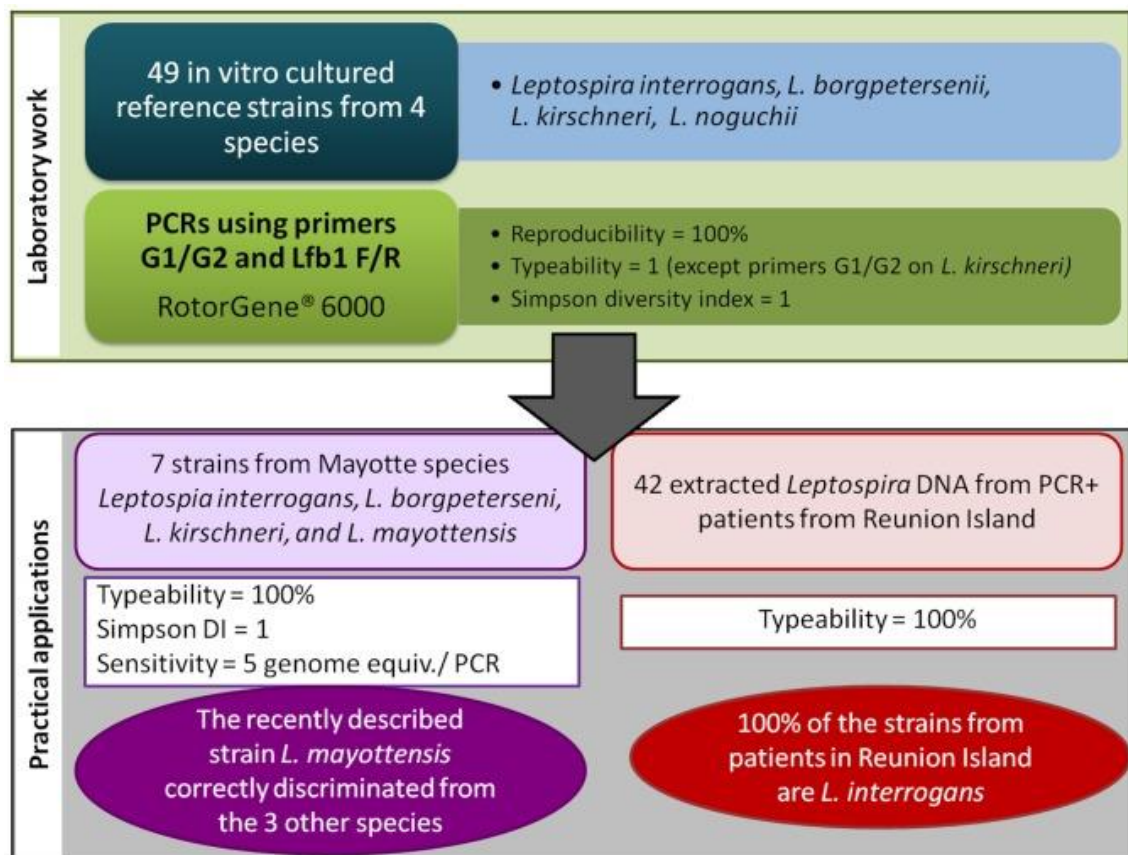 Laboratory work
49 in vitro cultured
reference strains from 4
species
• Leptospira interrogans, L. borgpetersenii,
L. kirschneri, L. noguchii
PCRs using primers
G1/G2 and Lfb1 F/R
RotorGene® 6000
• Reproducibility = 100%
• Typeability = 1 (except primers G1/G2 on L. kirschneri)
• Simpson diversity index = 1
Practical applications
7 strains from Mayotte species
Leptospia interrogans, L. borgpeterseni,
L. kirschneri, and L. mayottensis
Typeability = 100%
Simpson DI = 1
Sensitivity = 5 genome equiv./ PCR
The recently described
strain L. mayottensis
correctly discriminated from
the 3 other species
42 extracted Leptospira DNA from PCR+
patients from Reunion Island
Typeability = 100%
100% of the strains from
patients in Reunion Island
are L. interrogans